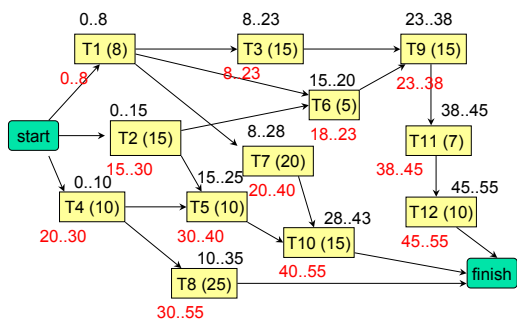 0..8
8..23
23..38
T1 (8)
T3 (15)
T9 (15)
0..8
8..23
23..38
15..20
T6 (5)
0..15
18..23
38..45
start
T2 (15)
8..28
T11 (7)
15..30
T7 (20)
38..45
0..10
15..25
20..40
45..55
T4 (10)
T5 (10)
28..43
T12 (10)
20..30
30..40
T10 (15)
45..55
10..35
40..55
finish
T8 (25)
30..55